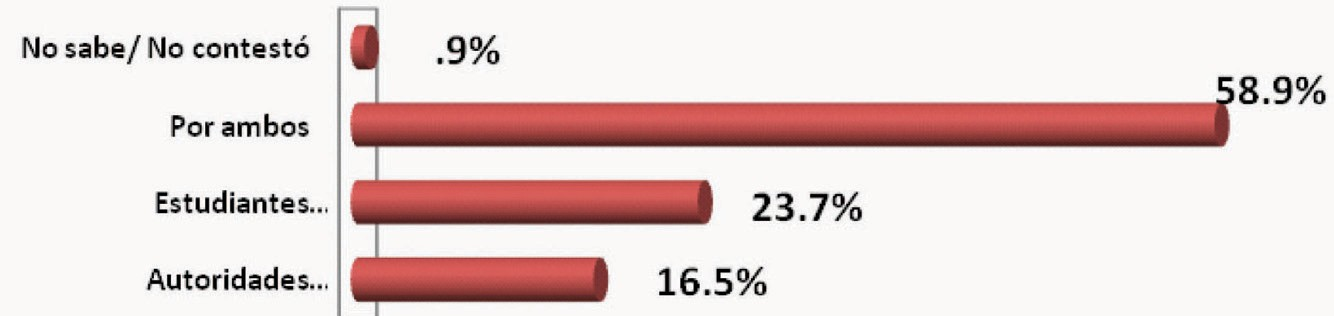 No sabe/ No contestó .9%
Por ambos 58.9%
Estudiantes... 23.7%
Autoridades... 16.5%